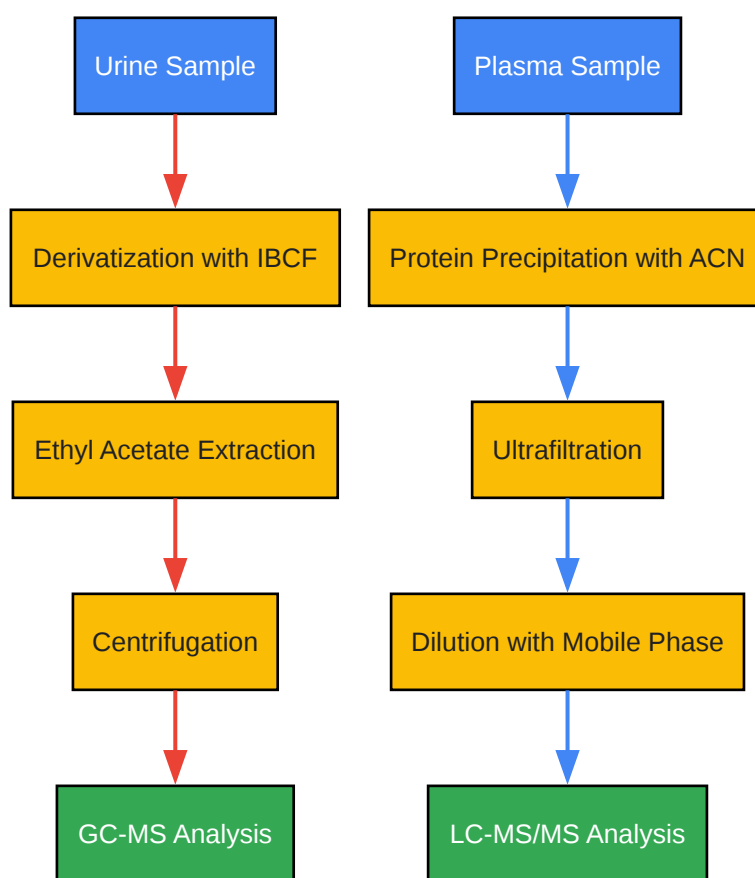 Urine Sample
Plasma Sample
Derivatization with IBCF
Protein Precipitation with ACN
Ethyl Acetate Extraction
Ultrafiltration
Centrifugation
Dilution with Mobile Phase
GC-MS Analysis
LC-MS/MS Analysis